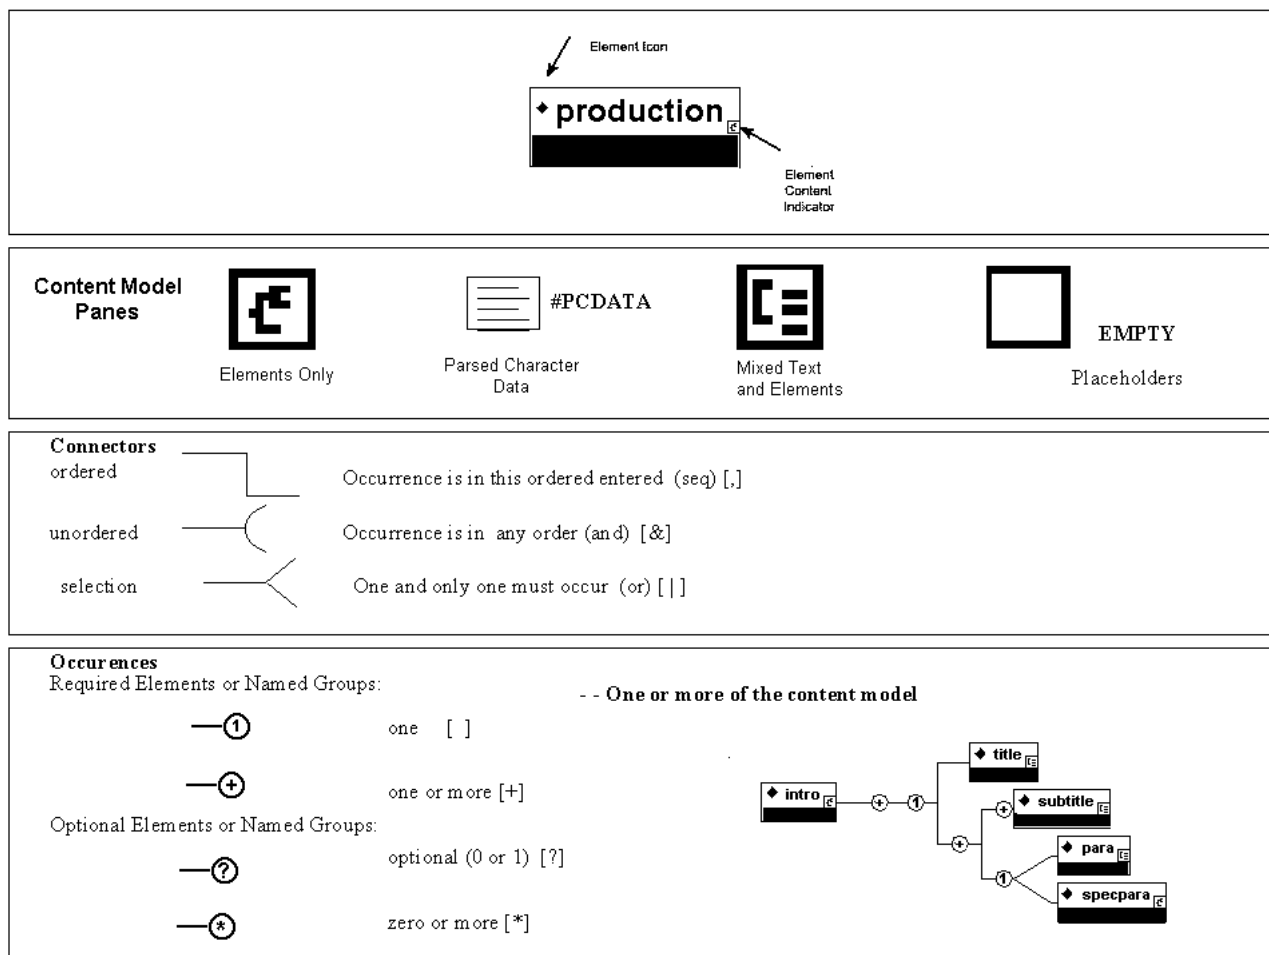 Element Icon
production
Element
Content
Indicator
Content Model
Panes
Elements Only
#PCDATA
Parsed Character
Data
Mixed Text
and Elements
EMPTY
Placeholders
Connectors
ordered
Occurrence is in this ordered entered (seq) [,]
unordered
Occurrence is in any order (and) [&]
selection
One and only one must occur (or) [ | ]
Occurences
Required Elements or Named Groups:
1
one [ ]
+
one or more [+]
Optional Elements or Named Groups:
?
optional (0 or 1) [?]
*
zero or more [*]
- - One or more of the content model
intro
+
1
title
+
+
subtitle
1
para
specpara